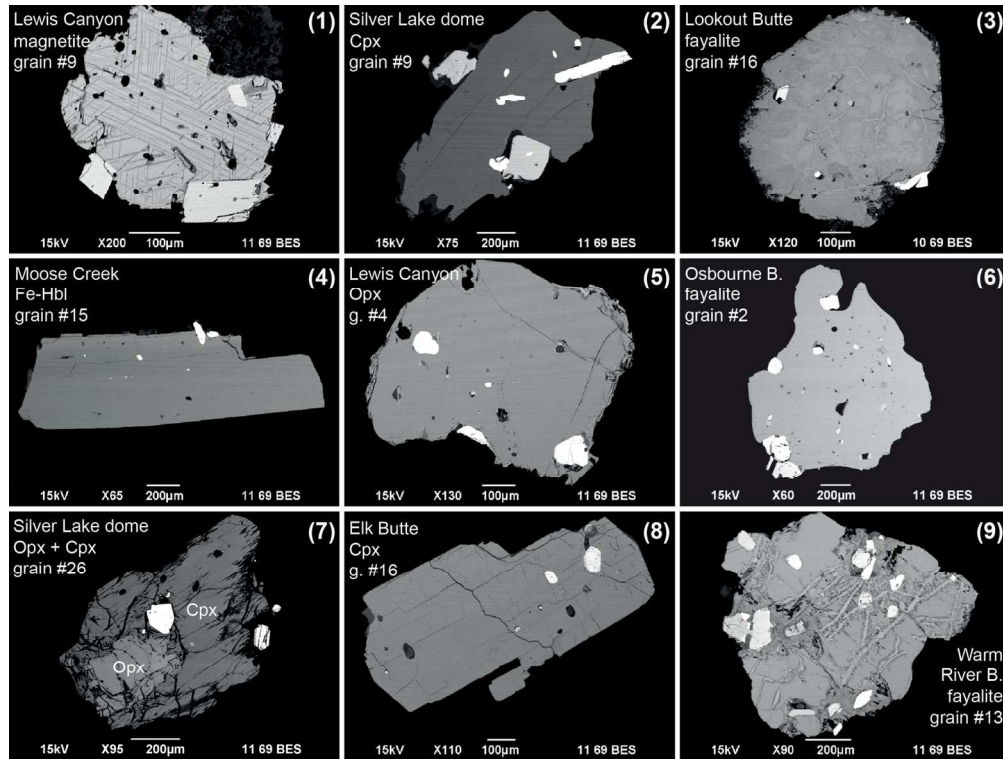 Lewis Canyon
magnetite
grain #9
(1)
15kV X200 100µm 11 69 BES
Silver Lake dome
Cpx
grain #9
(2)
15kV X75 200µm 11 69 BES
Lookout Butte
fayalite
grain #16
(3)
15kV X120 100µm 10 69 BES
Moose Creek
Fe-Hbl
grain #15
(4)
15kV X65 200µm 11 69 BES
Lewis Canyon
Opx
g. #4
(5)
15kV X130 100µm 11 69 BES
Osbourne B.
fayalite
grain #2
(6)
15kV X60 200µm 11 69 BES
Silver Lake dome
Opx + Cpx
grain #26
(7)
Cpx
Opx
15kV X95 200µm 11 69 BES
Elk Butte
Cpx
g. #16
(8)
15kV X110 100µm 11 69 BES
(9)
Warm
River B.
fayalite
grain #13
15kV X90 200µm 11 69 BES